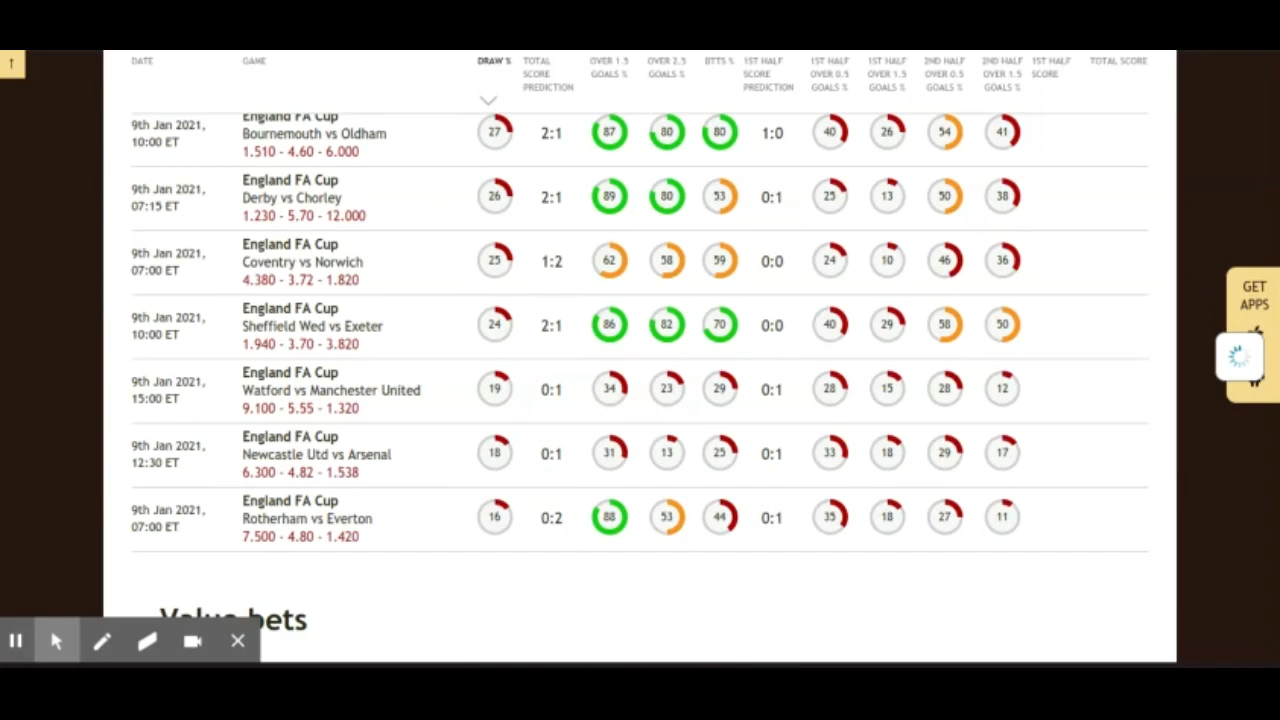 ↑
DATE GAME DRAW % TOTAL SCORE PREDICTION OVER 1.5 GOALS % OVER 2.5 GOALS % BTTS % 1ST HALF SCORE PREDICTION 1ST HALF OVER 0.5 GOALS % 1ST HALF OVER 1.5 GOALS % 2ND HALF OVER 0.5 GOALS % 2ND HALF OVER 1.5 GOALS % 1ST HALF SCORE TOTAL SCORE
England FA Cup
9th Jan 2021, Bournemouth vs Oldham 27 2:1 87 80 80 1:0 40 26 54 41
10:00 ET 1.510 - 4.60 - 6.000
England FA Cup
9th Jan 2021, Derby vs Chorley 26 2:1 89 80 53 0:1 25 13 50 38
07:15 ET 1.230 - 5.70 - 12.000
England FA Cup
9th Jan 2021, Coventry vs Norwich 25 1:2 62 58 59 0:0 24 10 46 36
07:00 ET 4.380 - 3.72 - 1.820
England FA Cup
9th Jan 2021, Sheffield Wed vs Exeter 24 2:1 86 82 70 0:0 40 29 58 50
10:00 ET 1.940 - 3.70 - 3.820
England FA Cup
9th Jan 2021, Watford vs Manchester United 19 0:1 34 23 29 0:1 28 15 28 12
15:00 ET 9.100 - 5.55 - 1.320
England FA Cup
9th Jan 2021, Newcastle Utd vs Arsenal 18 0:1 31 13 25 0:1 33 18 29 17
12:30 ET 6.300 - 4.82 - 1.538
England FA Cup
9th Jan 2021, Rotherham vs Everton 16 0:2 88 53 44 0:1 35 18 27 11
07:00 ET 7.500 - 4.80 - 1.420
GET
APPS
Value bets